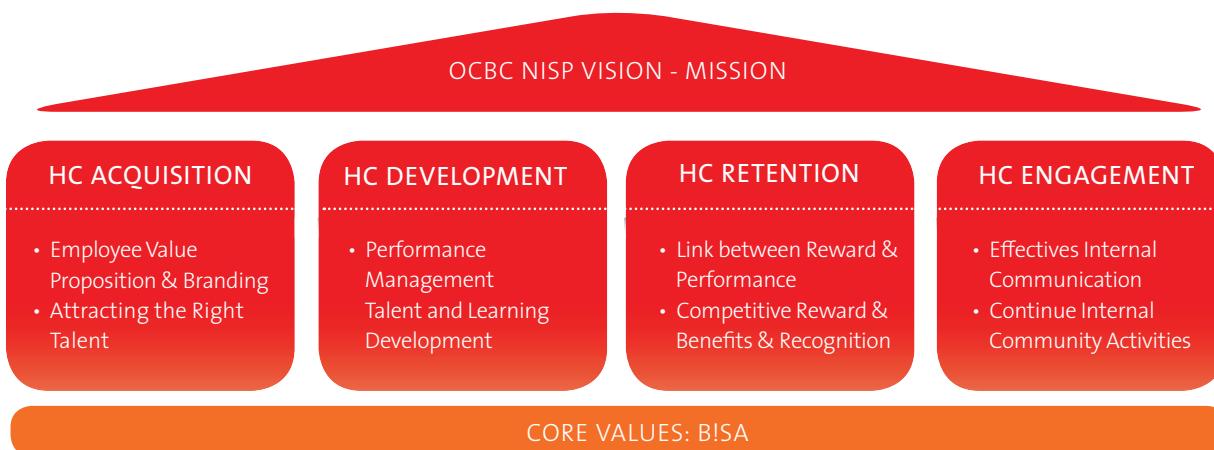 OCBC NISP VISION - MISSION
HC ACQUISITION
• Employee Value
Proposition & Branding
• Attracting the Right
Talent
HC DEVELOPMENT
• Performance
Management
Talent and Learning
Development
HC RETENTION
• Link between Reward &
Performance
• Competitive Reward &
Benefits & Recognition
HC ENGAGEMENT
• Effectives Internal
Communication
• Continue Internal
Community Activities
CORE VALUES: B!SA